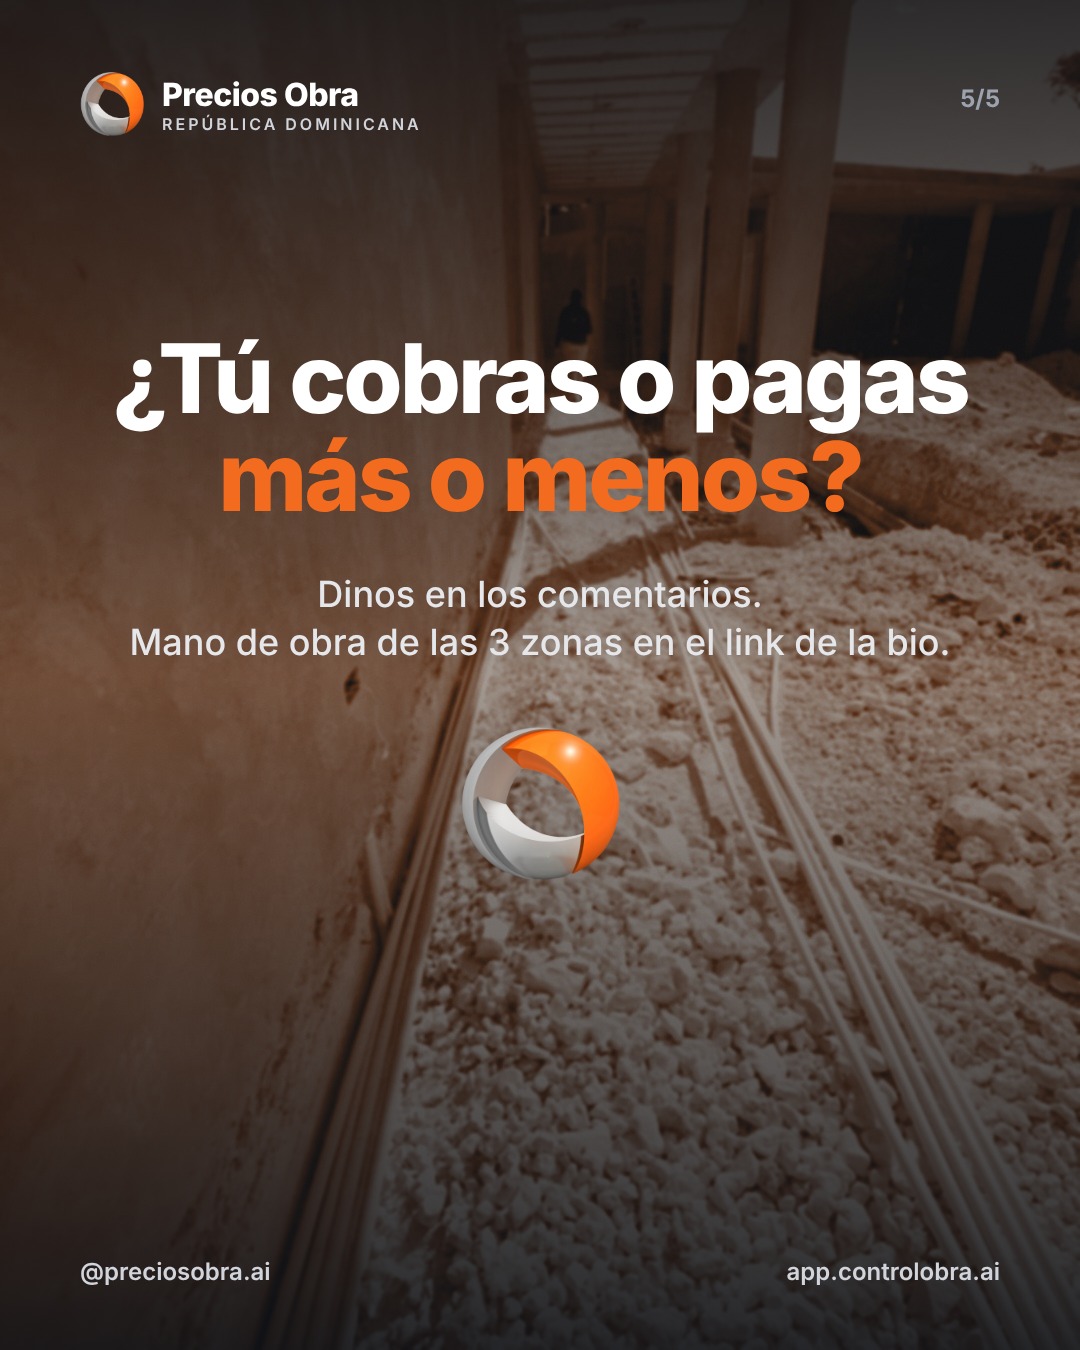 Precios Obra
REPÚBLICA DOMINICANA
5/5
¿Tú cobras o pagas
más o menos?
Dinos en los comentarios.
Mano de obra de las 3 zonas en el link de la bio.
@preciosobra.ai
app.controlobra.ai